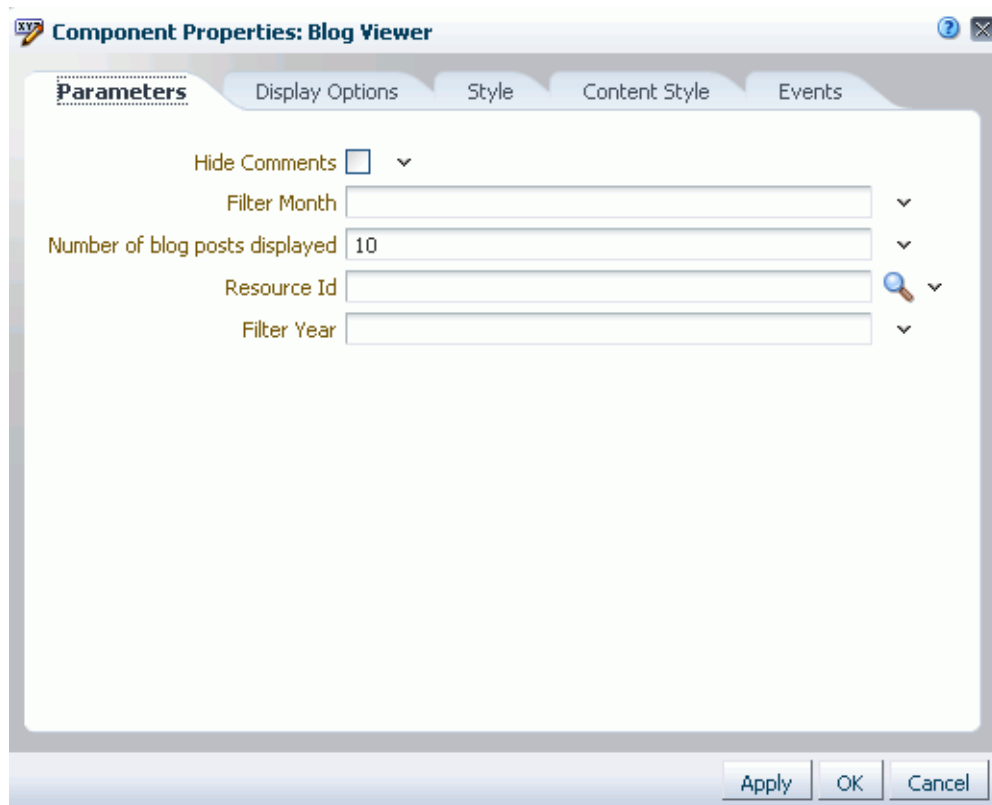 Component Properties: Blog Viewer
Parameters Display Options Style Content Style Events
Hide Comments
Filter Month
Number of blog posts displayed 10
Resource Id
Filter Year
Apply OK Cancel